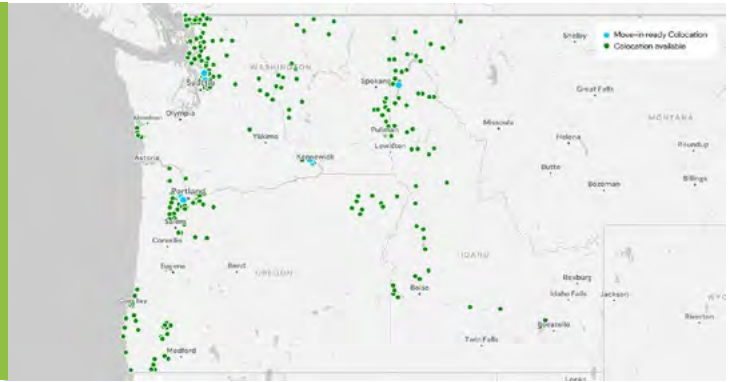 Move-in-ready Colocation
Colocation available
Shelby
WASHINGTON
Seattle
Spokane
Great Falls
Aberdeen
Olympia
MONTANA
Missoula
Pullman
Yakima
Helena
Roundup
Lewiston
Astoria
Kennewick
Butte
Billings
Portland
Bozeman
Salem
Corvallis
IDAHO
Eugene
Bend
OREGON
Rexburg
Boise
Idaho Falls
Jackson
WYO
Coos Bay
Riverton
Pocatello
Twin Falls
Medford
Logan